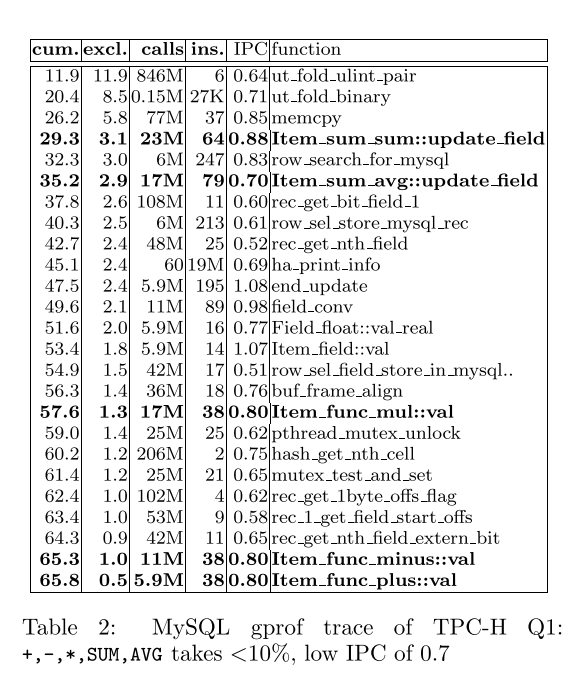 cum. excl. calls ins. IPC function
11.9 11.9 846M 6 0.64 ut_fold_ulint_pair
20.4 8.5 0.15M 27K 0.71 ut_fold_binary
26.2 5.8 77M 37 0.85 memcpy
29.3 3.1 23M 64 0.88 Item_sum_sum::update_field
32.3 3.0 6M 247 0.83 row_search_for_mysql
35.2 2.9 17M 79 0.70 Item_sum_avg::update_field
37.8 2.6 108M 11 0.60 rec_get_bit_field_1
40.3 2.5 6M 213 0.61 row_sel_store_mysql_rec
42.7 2.4 48M 25 0.52 rec_get_nth_field
45.1 2.4 60 19M 0.69 ha_print_info
47.5 2.4 5.9M 195 1.08 end_update
49.6 2.1 11M 89 0.98 field_conv
51.6 2.0 5.9M 16 0.77 Field_float::val_real
53.4 1.8 5.9M 14 1.07 Item_field::val
54.9 1.5 42M 17 0.51 row_sel_field_store_in_mysql..
56.3 1.4 36M 18 0.76 buf_frame_align
57.6 1.3 17M 38 0.80 Item_func_mul::val
59.0 1.4 25M 25 0.62 pthread_mutex_unlock
60.2 1.2 206M 2 0.75 hash_get_nth_cell
61.4 1.2 25M 21 0.65 mutex_test_and_set
62.4 1.0 102M 4 0.62 rec_get_1byte_offs_flag
63.4 1.0 53M 9 0.58 rec_1_get_field_start_offs
64.3 0.9 42M 11 0.65 rec_get_nth_field_extern_bit
65.3 1.0 11M 38 0.80 Item_func_minus::val
65.8 0.5 5.9M 38 0.80 Item_func_plus::val
Table 2: MySQL gprof trace of TPC-H Q1:
+,-,*,SUM,AVG takes <10%, low IPC of 0.7